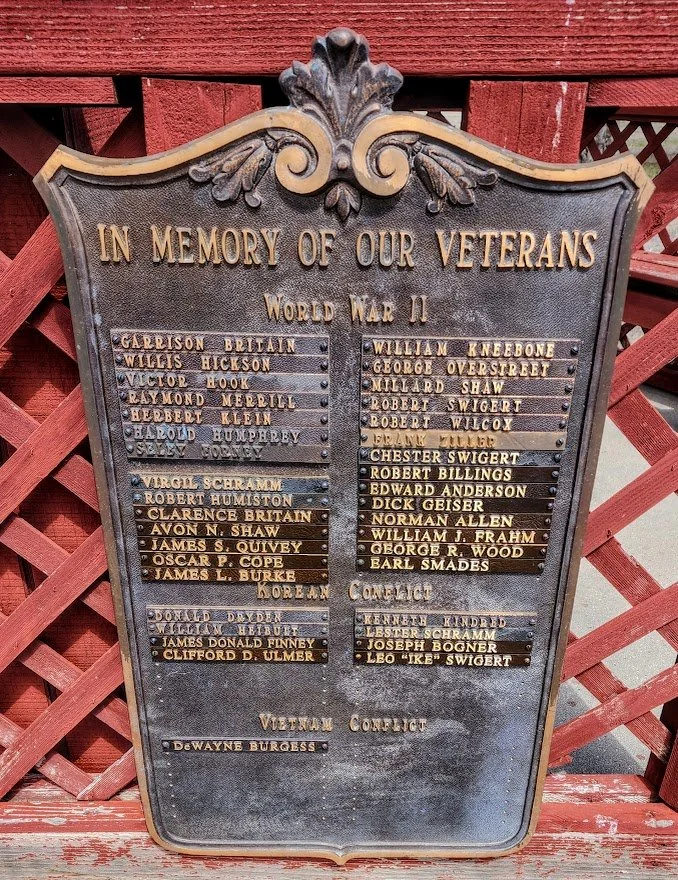 IN MEMORY OF OUR VETERANS
WORLD WAR II
GARRISON BRITAIN
WILLIS HICKSON
VICTOR HOOK
RAYMOND MERRILL
HERBERT KLEIN
HAROLD HUMPHREY
SELBY FORNEY
VIRGIL SCHRAMM
ROBERT HUMISTON
CLARENCE BRITAIN
AVON N. SHAW
JAMES S. QUIVEY
OSCAR P. COPE
JAMES L. BURKE
WILLIAM KNEEBONE
GEORGE OVERSTREET
MILLARD SHAW
ROBERT SWIGERT
ROBERT WILCOX
FRANK ZILLER
CHESTER SWIGERT
ROBERT BILLINGS
EDWARD ANDERSON
DICK GEISER
NORMAN ALLEN
WILLIAM J. FRAHM
GEORGE R. WOOD
EARL SMADES
KOREAN CONFLICT
DONALD DRYDEN
WILLIAM
JAMES DONALD FINNEY
CLIFFORD D. ULMER
KENNETH KINDRED
LESTER SCHRAMM
JOSEPH BOGNER
LEO "IKE" SWIGERT
VIETNAM CONFLICT
DeWAYNE BURGESS